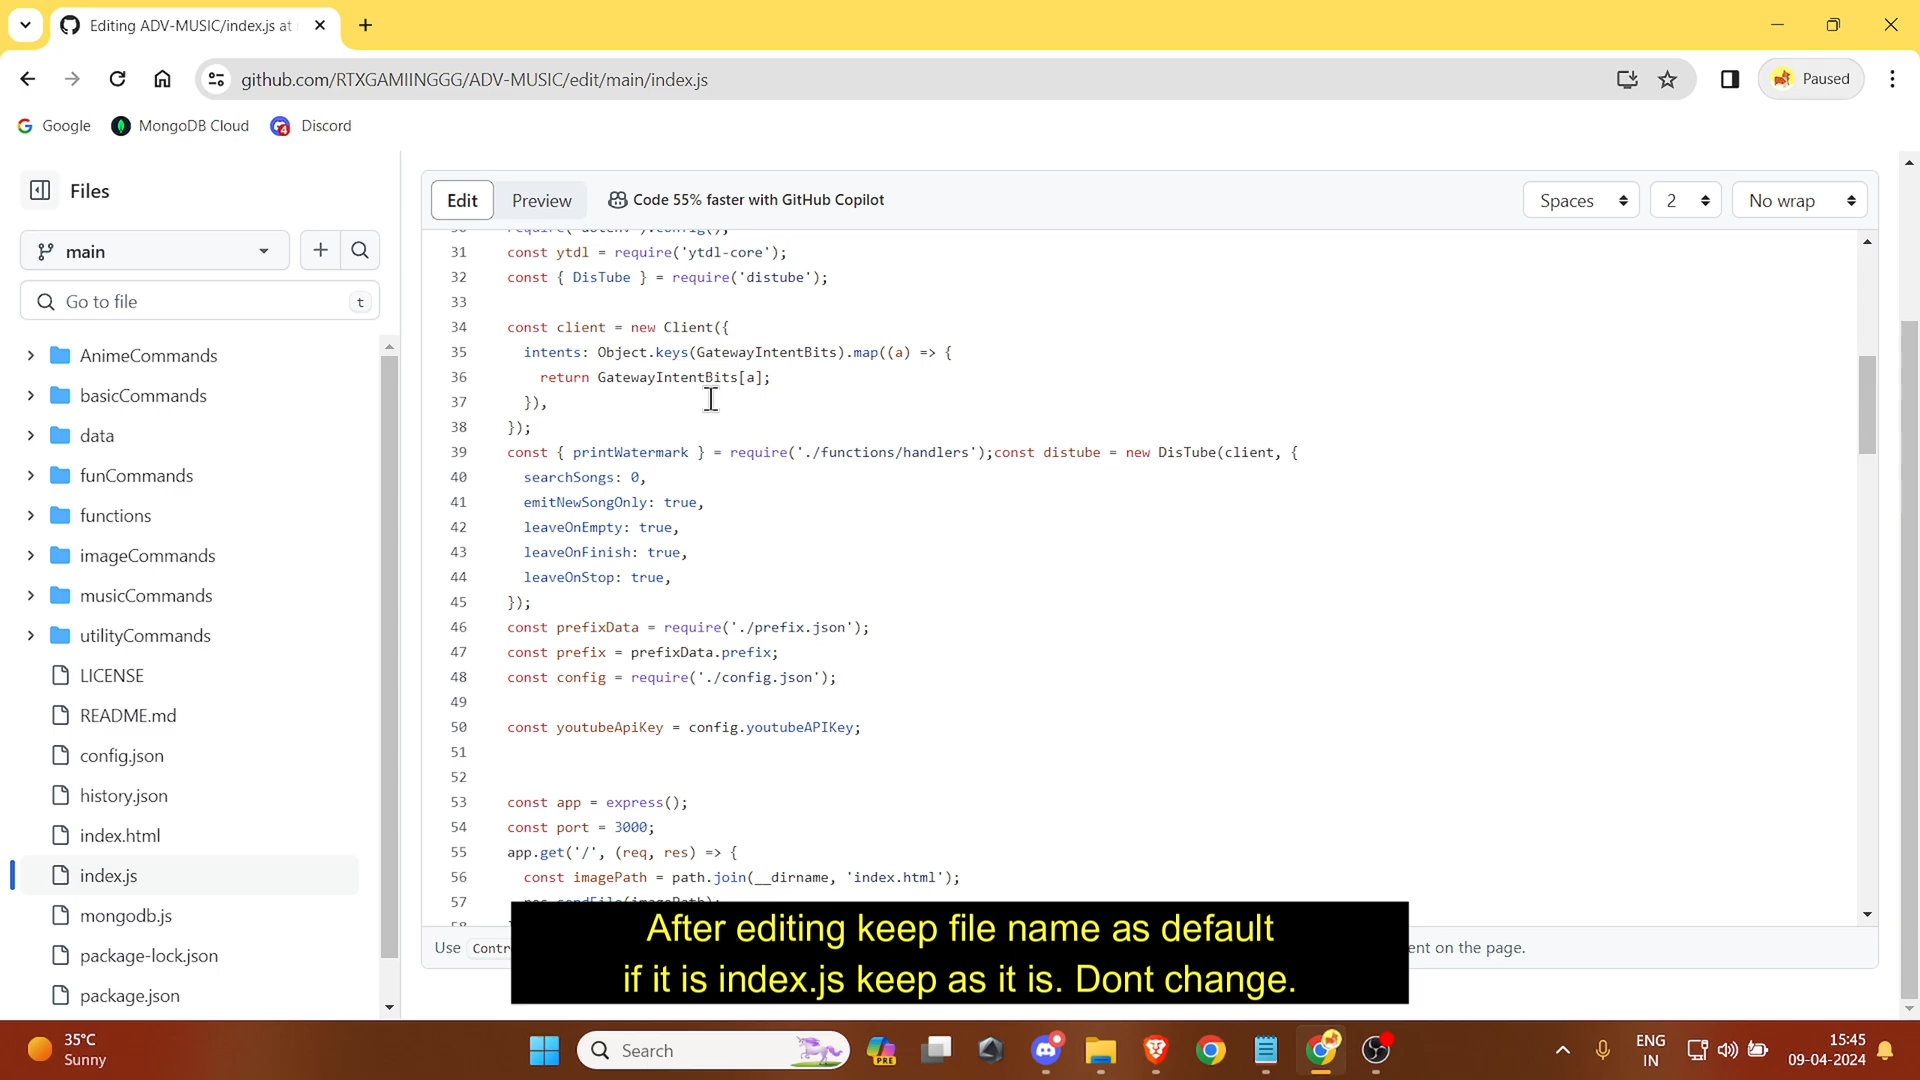 Editing ADV-MUSIC/index.js at
github.com/RTXGAMIINGGG/ADV-MUSIC/edit/main/index.js
Paused
Google
MongoDB Cloud
Discord
Files
main
Go to file
t
AnimeCommands
basicCommands
data
funCommands
functions
imageCommands
musicCommands
utilityCommands
LICENSE
README.md
config.json
history.json
index.html
index.js
mongodb.js
package-lock.json
package.json
Edit
Preview
Code 55% faster with GitHub Copilot
Spaces
2
No wrap
31 const ytdl = require('ytdl-core');
32 const { DisTube } = require('distube');
33
34 const client = new Client({
35 intents: Object.keys(GatewayIntentBits).map((a) => {
36 return GatewayIntentBits[a];
37 }),
38 });
39 const { printWatermark } = require('./functions/handlers');const distube = new DisTube(client, {
40 searchSongs: 0,
41 emitNewSongOnly: true,
42 leaveOnEmpty: true,
43 leaveOnFinish: true,
44 leaveOnStop: true,
45 });
46 const prefixData = require('./prefix.json');
47 const prefix = prefixData.prefix;
48 const config = require('./config.json');
49
50 const youtubeApiKey = config.youtubeAPIKey;
51
52
53 const app = express();
54 const port = 3000;
55 app.get('/', (req, res) => {
56 const imagePath = path.join(__dirname, 'index.html');
57
Use Contr
ent on the page.
After editing keep file name as default
if it is index.js keep as it is. Dont change.
35°C
Sunny
Search
PRE
ENG
IN
15:45
09-04-2024